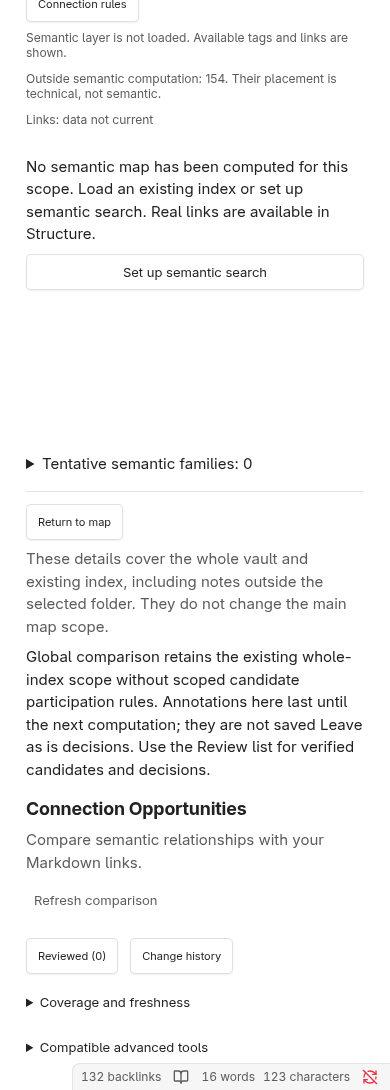 Connection rules
Semantic layer is not loaded. Available tags and links are
shown.
Outside semantic computation: 154. Their placement is
technical, not semantic.
Links: data not current
No semantic map has been computed for this
scope. Load an existing index or set up
semantic search. Real links are available in
Structure.
Set up semantic search
Tentative semantic families: 0
Return to map
These details cover the whole vault and
existing index, including notes outside the
selected folder. They do not change the main
map scope.
Global comparison retains the existing whole-
index scope without scoped candidate
participation rules. Annotations here last until
the next computation; they are not saved Leave
as is decisions. Use the Review list for verified
candidates and decisions.
Connection Opportunities
Compare semantic relationships with your
Markdown links.
Refresh comparison
Reviewed (0) Change history
Coverage and freshness
Compatible advanced tools
132 backlinks 16 words 123 characters